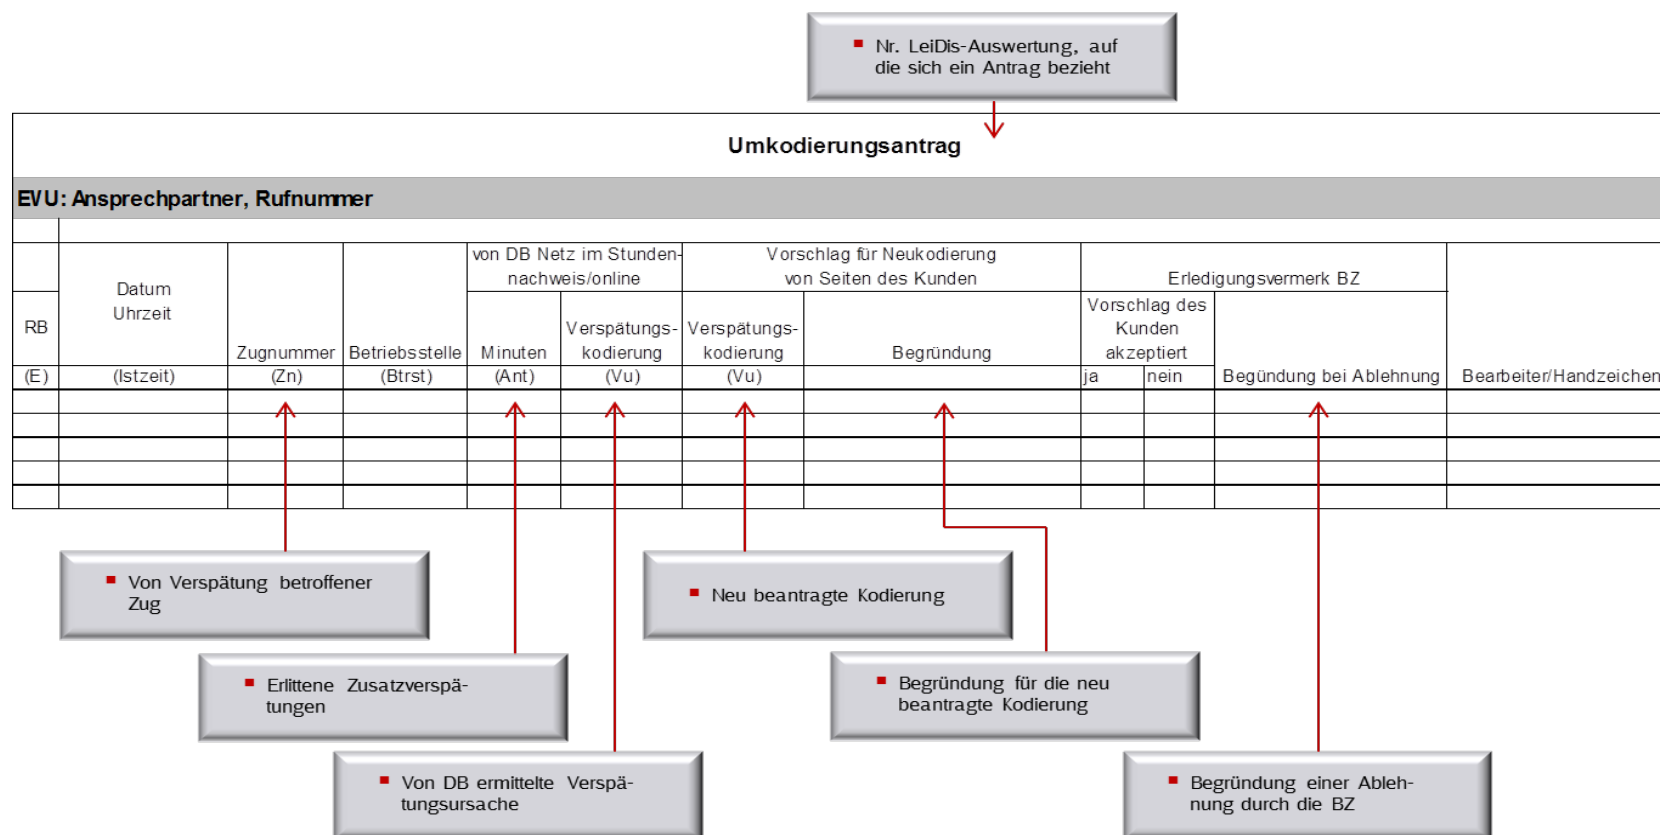 ▪ Nr. LeiDis-Auswertung, auf
die sich ein Antrag bezieht
Umkodierungsantrag
EVU: Ansprechpartner, Rufnummer
von DB Netz im Stunden-
nachweis/online
Vorschlag für Neukodierung
von Seiten des Kunden
Erledigungsvermerk BZ
RB
Datum
Uhrzeit
Zugnummer
Betriebsstelle
Minuten
Verspätungs-
kodierung
Verspätungs-
kodierung
Begründung
Vorschlag des
Kunden
akzeptiert
(E)
(Istzeit)
(Zn)
(Btrst)
(Ant)
(Vu)
(Vu)
ja
nein
Begündung bei Ablehnung
Bearbeiter/Handzeichen
▪ Von Verspätung betroffener
Zug
▪ Neu beantragte Kodierung
▪ Erlittene Zusatzverspä-
tungen
▪ Begründung für die neu
beantragte Kodierung
▪ Von DB ermittelte Verspä-
tungsursache
▪ Begründung einer Ableh-
nung durch die BZ